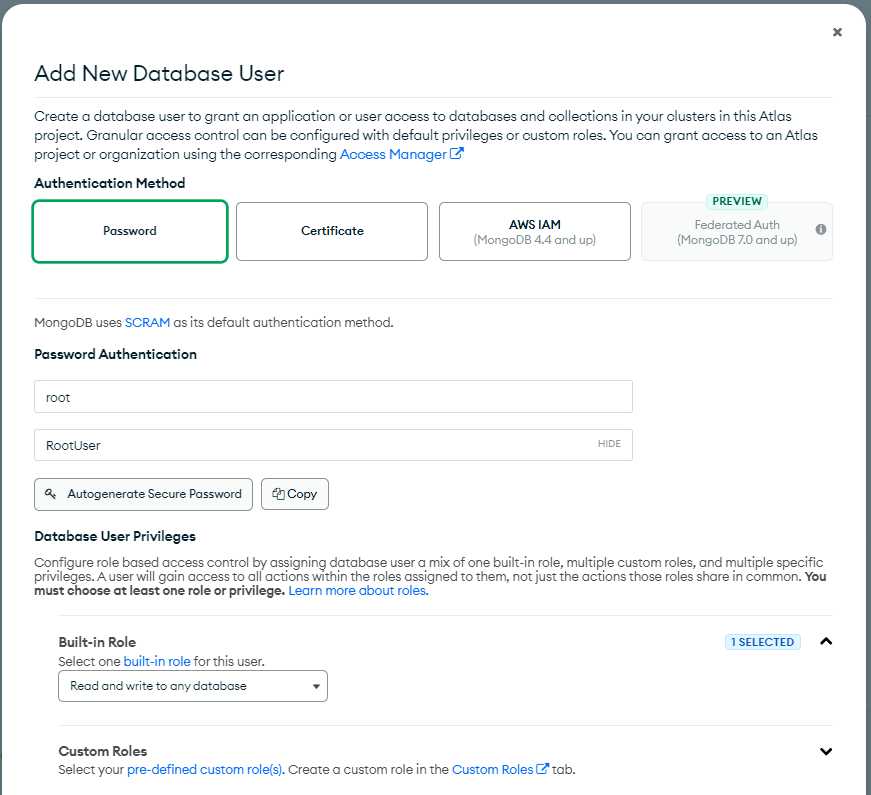 Add New Database User
Create a database user to grant an application or user access to databases and collections in your clusters in this Atlas
project. Granular access control can be configured with default privileges or custom roles. You can grant access to an Atlas
project or organization using the corresponding Access Manager
Authentication Method
PREVIEW
Password
Certificate
AWS IAM
(MongoDB 4.4 and up)
Federated Auth
(MongoDB 7.0 and up)
MongoDB uses SCRAM as its default authentication method.
Password Authentication
root
RootUser HIDE
Autogenerate Secure Password Copy
Database User Privileges
Configure role based access control by assigning database user a mix of one built-in role, multiple custom roles, and multiple specific
privileges. A user will gain access to all actions within the roles assigned to them, not just the actions those roles share in common. You
must choose at least one role or privilege. Learn more about roles.
Built-in Role 1 SELECTED
Select one built-in role for this user.
Read and write to any database
Custom Roles
Select your pre-defined custom role(s). Create a custom role in the Custom Roles tab.